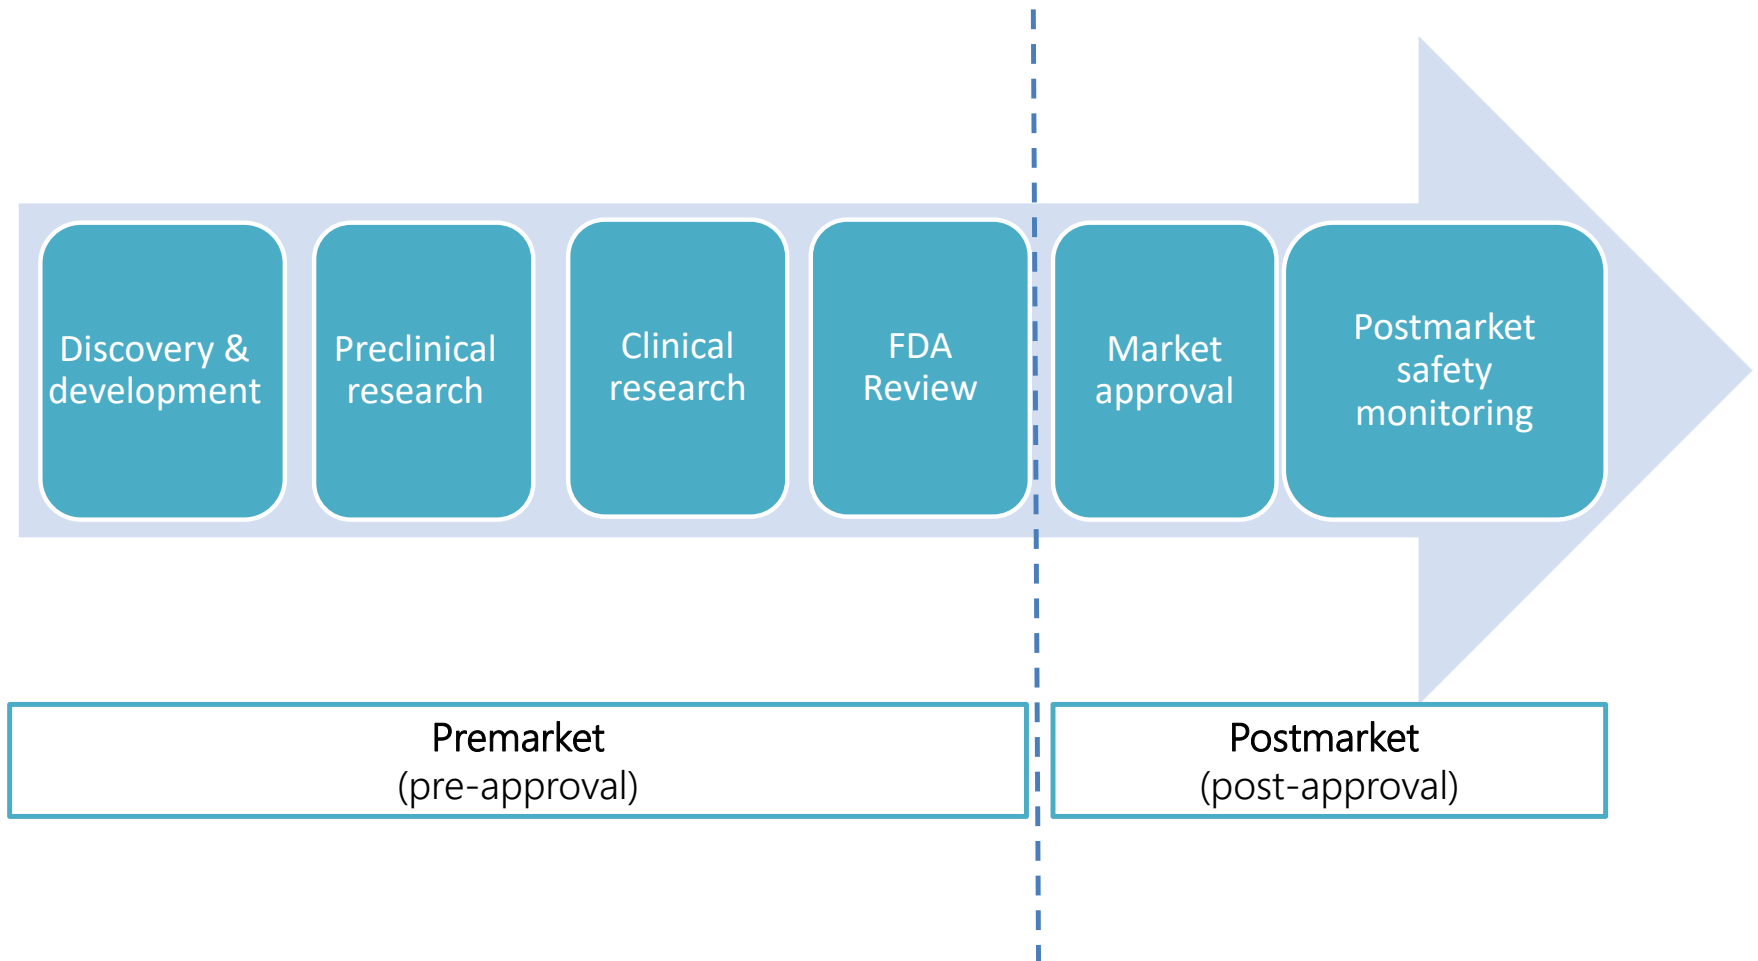 Discovery &
development
Preclinical
research
Clinical
research
FDA
Review
Market
approval
Postmarket
safety
monitoring
Premarket
(pre-approval)
Postmarket
(post-approval)